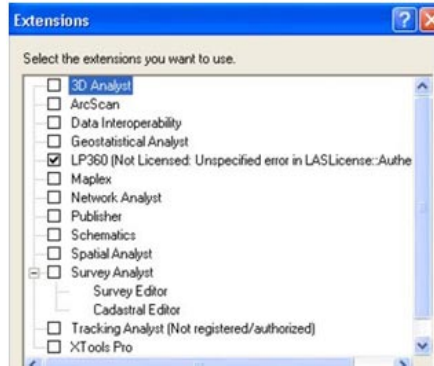 Extensions
Select the extensions you want to use.
3D Analyst
ArcScan
Data Interoperability
Geostatistical Analyst
LP360 (Not Licensed: Unspecified error in LASLicense::Authe
Maplex
Network Analyst
Publisher
Schematics
Spatial Analyst
Survey Analyst
Survey Editor
Cadastral Editor
Tracking Analyst (Not registered/authorized)
XTools Pro